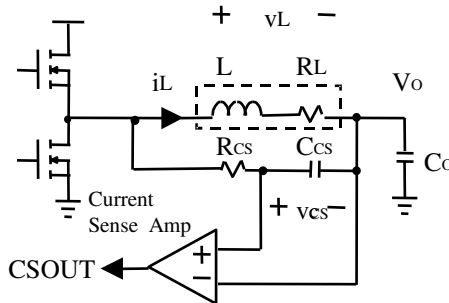 + vL −
iL L RL VO
RCS CCS CO
Current
Sense Amp
+ vcs −
CSOUT
+
−